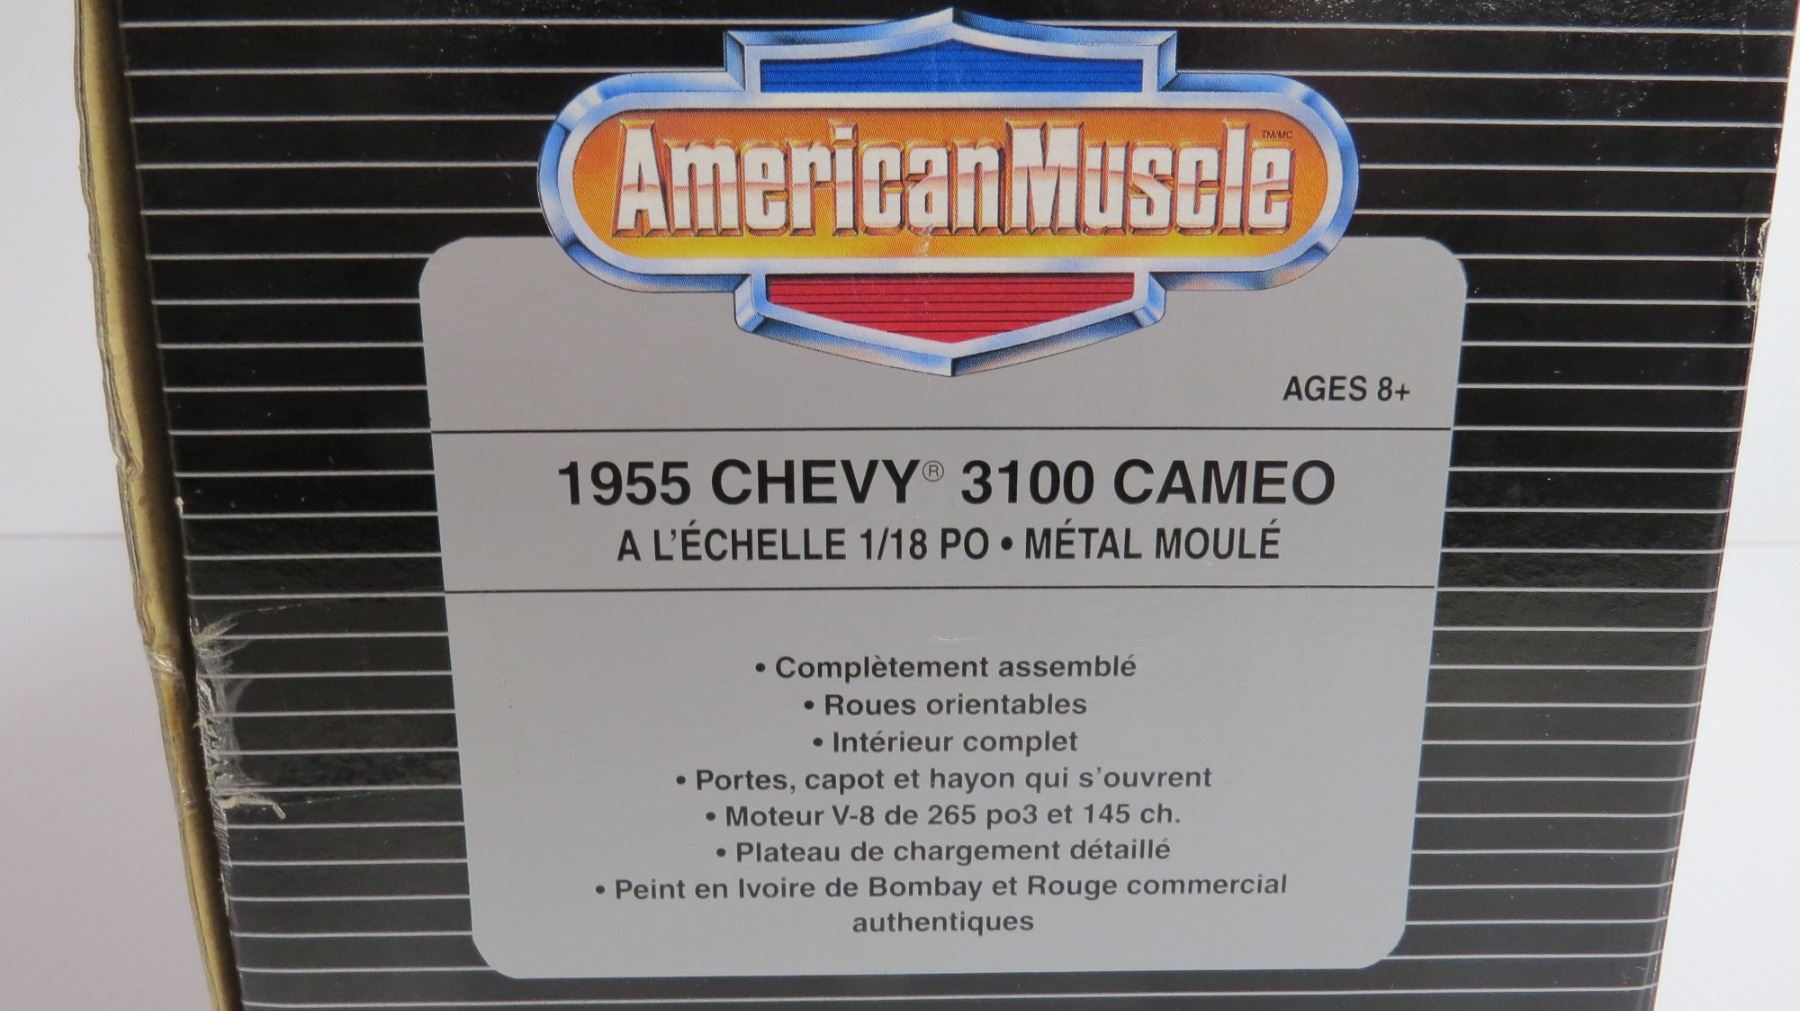 AmericanMuscle TM/MC
AGES 8+
1955 CHEVY® 3100 CAMEO
A L'ÉCHELLE 1/18 PO • MÉTAL MOULÉ
• Complètement assemblé
• Roues orientables
• Intérieur complet
• Portes, capot et hayon qui s'ouvrent
• Moteur V-8 de 265 po3 et 145 ch.
• Plateau de chargement détaillé
• Peint en Ivoire de Bombay et Rouge commercial
authentiques